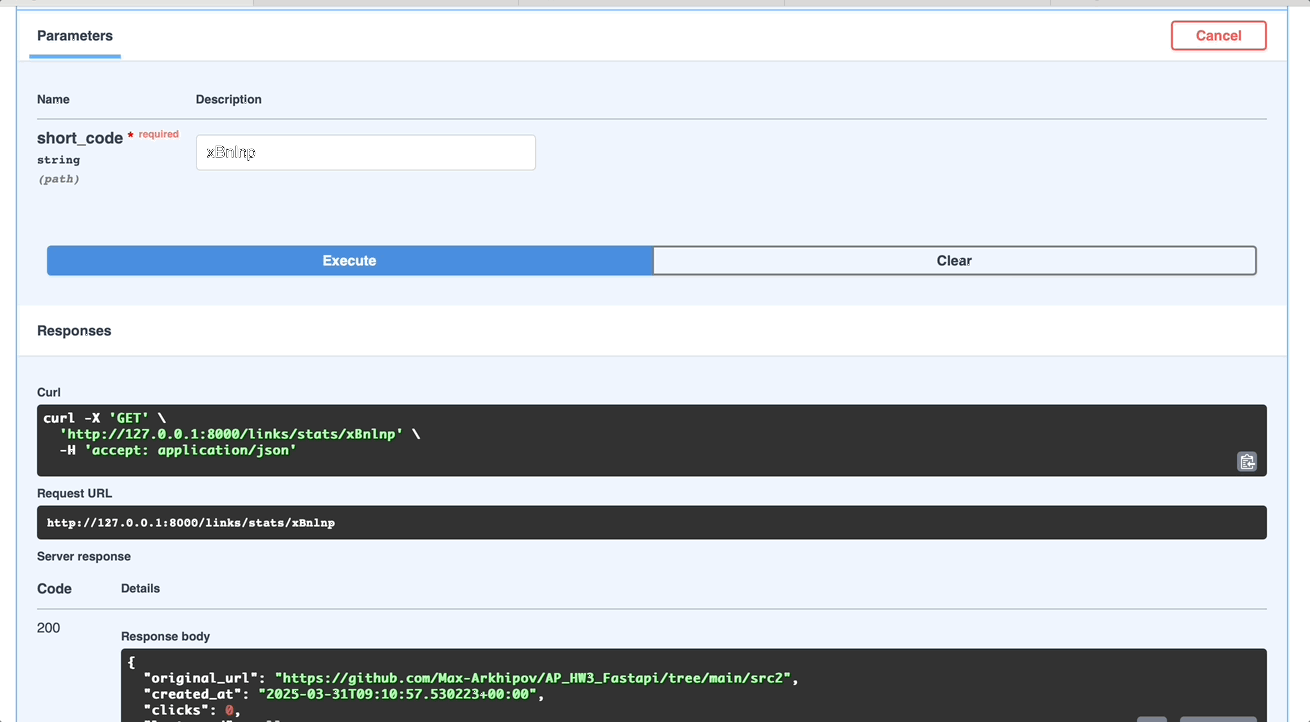 Parameters
Cancel
Name
Description
short_code * required
string
(path)
xBnlnp
Execute
Clear
Responses
Curl
curl -X 'GET' \
'http://127.0.0.1:8000/links/stats/xBnlnp' \
-H 'accept: application/json'
Request URL
http://127.0.0.1:8000/links/stats/xBnlnp
Server response
Code
Details
200
Response body
{
"original_url": "https://github.com/Max-Arkhipov/AP_HW3_Fastapi/tree/main/src2",
"created_at": "2025-03-31T09:10:57.530223+00:00",
"clicks": 0,